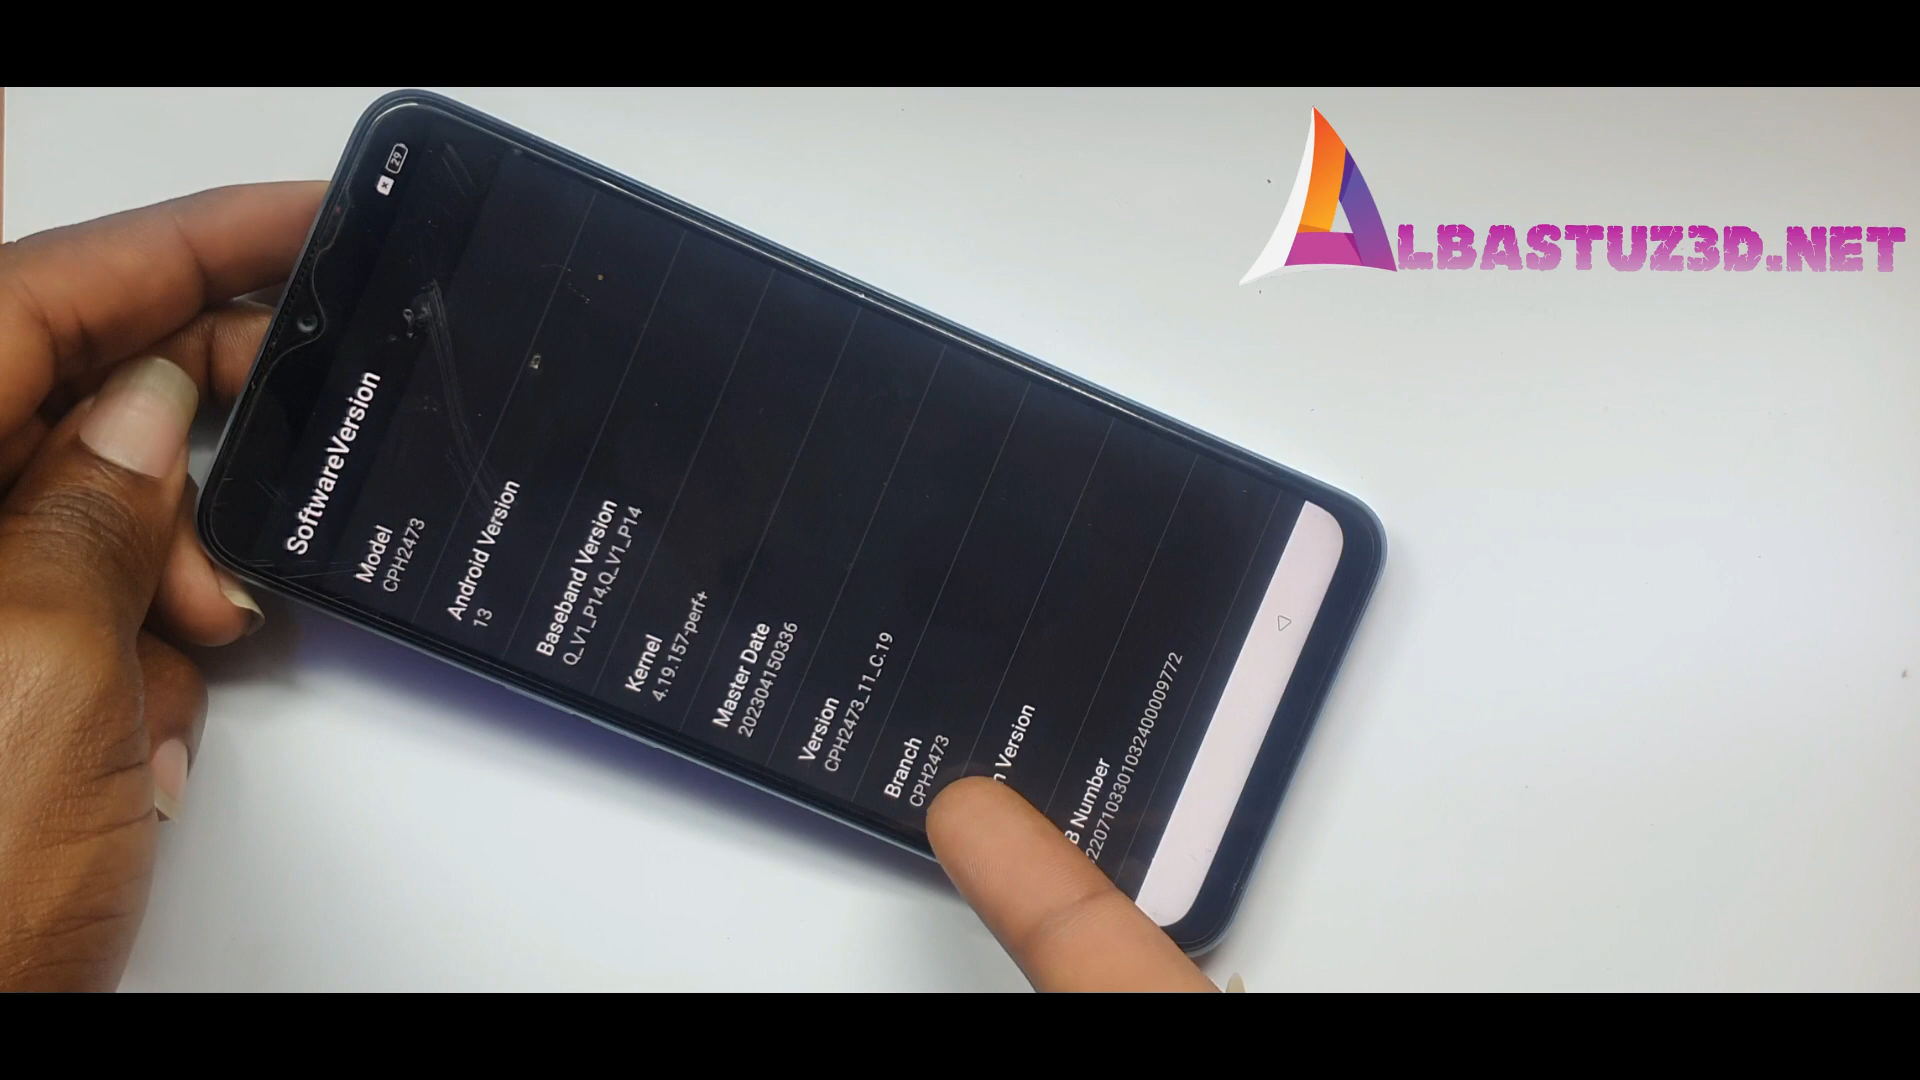 ALBASTUZ3D.NET
29
SoftwareVersion
Model
CPH2473
Android Version
13
Baseband Version
Q_V1_P14,Q_V1_P14
Kernel
4.19.157-perf+
Master Date
202304150336
Version
CPH2473_11_C.19
Branch
CPH2473
Version
Number